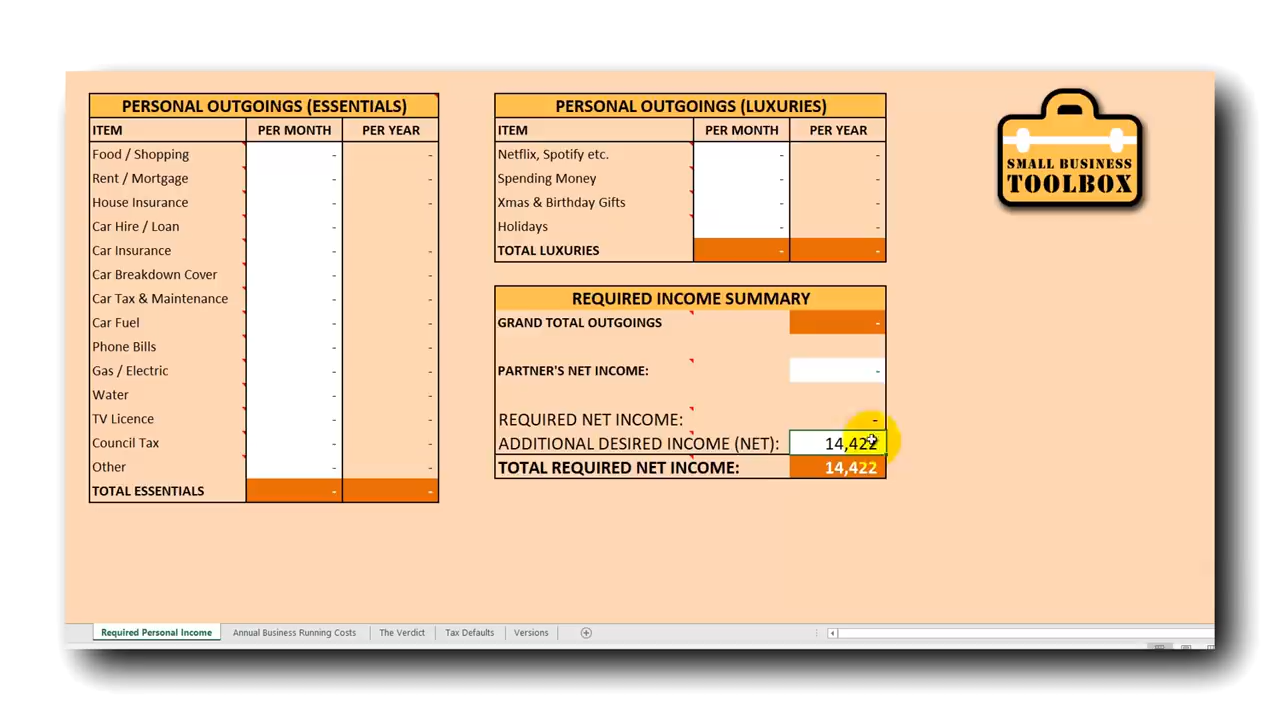 PERSONAL OUTGOINGS (ESSENTIALS)
ITEM PER MONTH PER YEAR
Food / Shopping - -
Rent / Mortgage - -
House Insurance - -
Car Hire / Loan - -
Car Insurance - -
Car Breakdown Cover - -
Car Tax & Maintenance - -
Car Fuel - -
Phone Bills - -
Gas / Electric - -
Water - -
TV Licence - -
Council Tax - -
Other - -
TOTAL ESSENTIALS - -
PERSONAL OUTGOINGS (LUXURIES)
ITEM PER MONTH PER YEAR
Netflix, Spotify etc. - -
Spending Money - -
Xmas & Birthday Gifts - -
Holidays - -
TOTAL LUXURIES - -
REQUIRED INCOME SUMMARY
GRAND TOTAL OUTGOINGS -
PARTNER'S NET INCOME: -
REQUIRED NET INCOME: -
ADDITIONAL DESIRED INCOME (NET): 14,422
TOTAL REQUIRED NET INCOME: 14,422
SMALL BUSINESS
TOOLBOX
Required Personal Income Annual Business Running Costs The Verdict Tax Defaults Versions